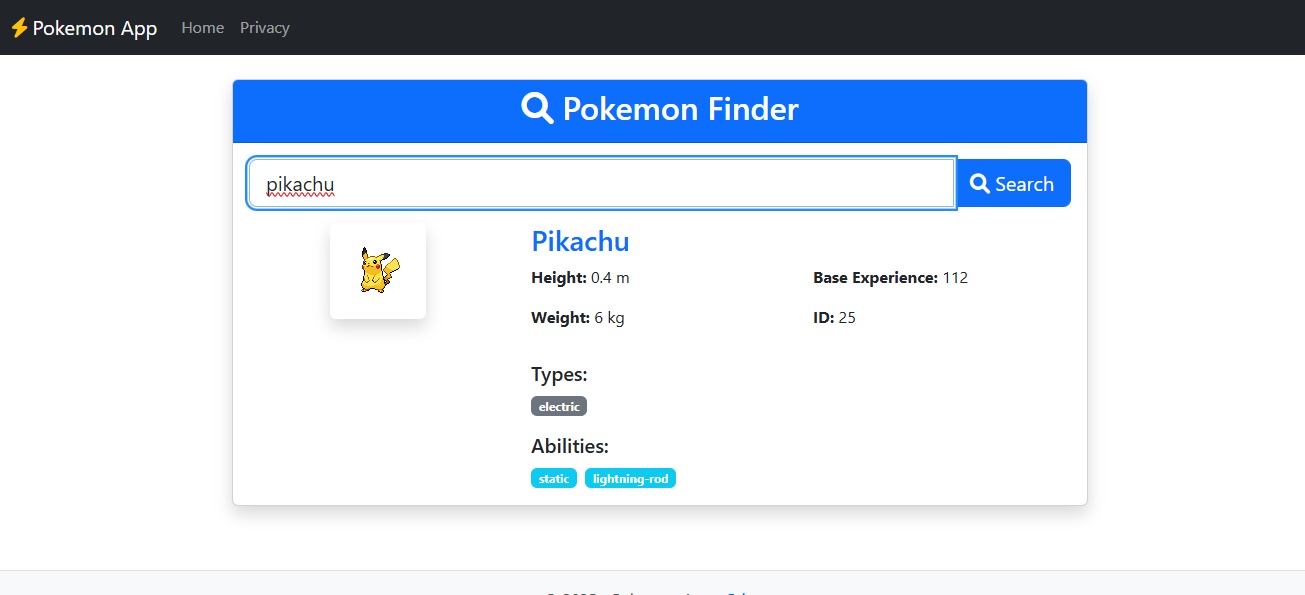 Pokemon App Home Privacy
Pokemon Finder
pikachu Search
Pikachu
Height: 0.4 m Base Experience: 112
Weight: 6 kg ID: 25
Types:
electric
Abilities:
static lightning-rod